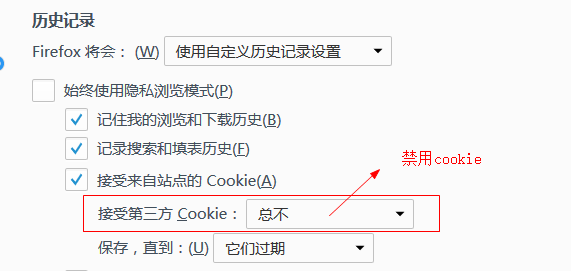 历史记录
Firefox 将会： (W) 使用自定义历史记录设置
始终使用隐私浏览模式(P)
记住我的浏览和下载历史(B)
记录搜索和填表历史(F)
禁用cookie
接受来自站点的 Cookie(A)
接受第三方 Cookie： 总不
保存，直到：(U) 它们过期